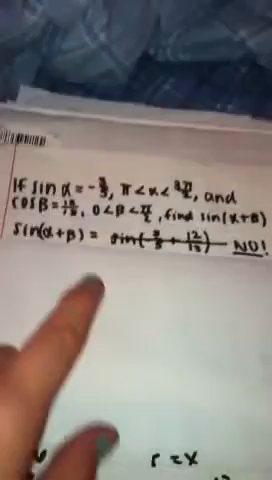 If sin α = -3/5, π < α < 3π/2, and
cos β = 12/13, 0 < β < π/2, find sin(α+β)
sin(α+β) = sin(3/5 + 12/13) NO!
r = x